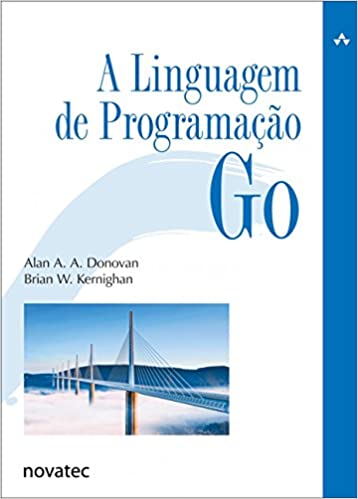 A Linguagem
de Programação
Go
Alan A. A. Donovan
Brian W. Kernighan
novatec